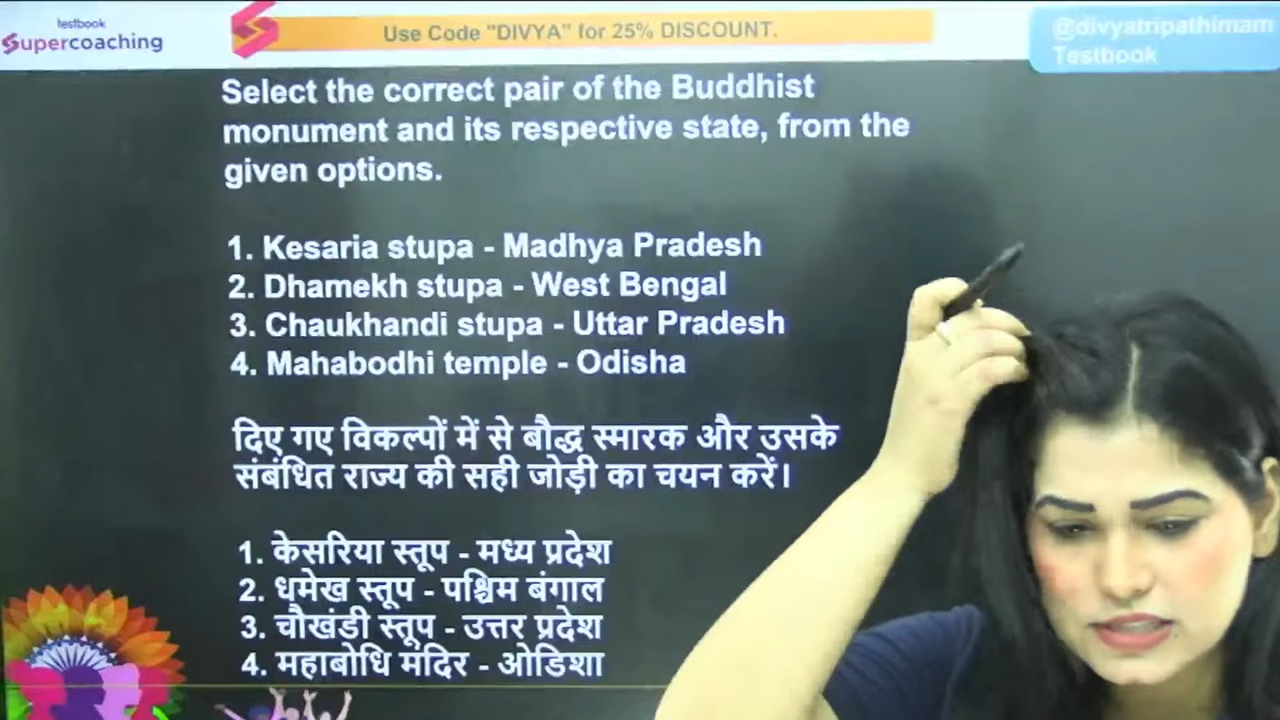 testbook
Supercoaching
Use Code "DIVYA" for 25% DISCOUNT.
@divyatripathimam
Testbook
Select the correct pair of the Buddhist
monument and its respective state, from the
given options.
1. Kesaria stupa - Madhya Pradesh
2. Dhamekh stupa - West Bengal
3. Chaukhandi stupa - Uttar Pradesh
4. Mahabodhi temple - Odisha
दिए गए विकल्पों में से बौद्ध स्मारक और उसके
संबंधित राज्य की सही जोड़ी का चयन करें।
1. केसरिया स्तूप - मध्य प्रदेश
2. धमेख स्तूप - पश्चिम बंगाल
3. चौखंडी स्तूप - उत्तर प्रदेश
4. महाबोधि मंदिर - ओडिशा